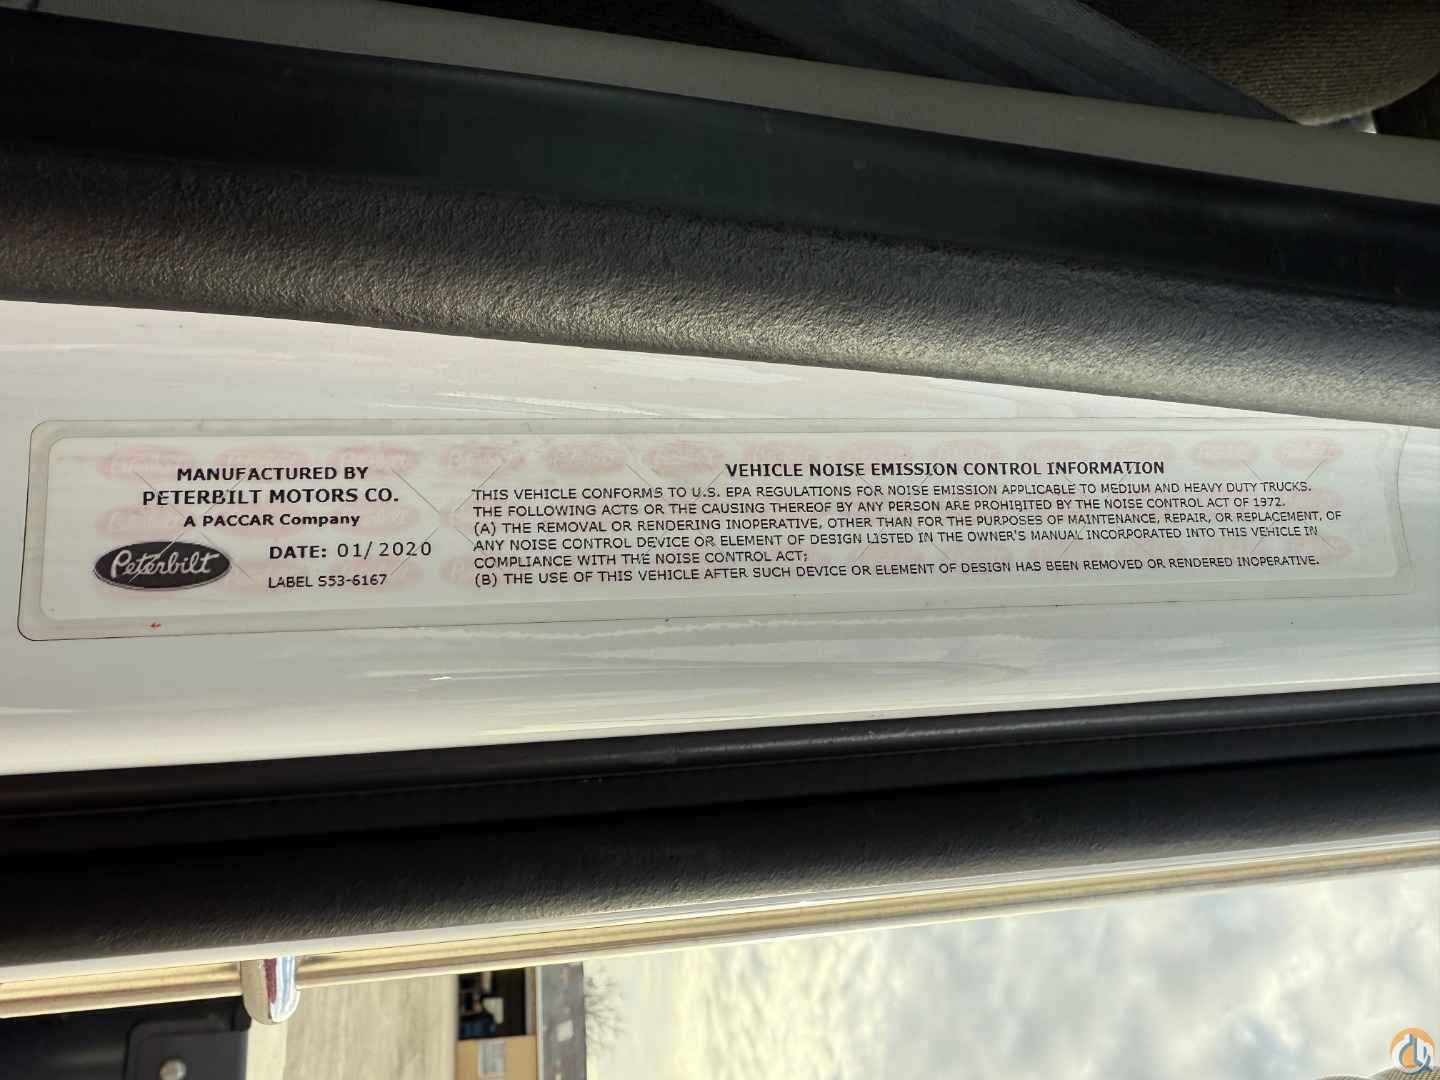 MANUFACTURED BY
PETERBILT MOTORS CO.
A PACCAR Company
Peterbilt
DATE: 01/2020
LABEL S53-6167
VEHICLE NOISE EMISSION CONTROL INFORMATION
THIS VEHICLE CONFORMS TO U.S. EPA REGULATIONS FOR NOISE EMISSION APPLICABLE TO MEDIUM AND HEAVY DUTY TRUCKS.
THE FOLLOWING ACTS OR THE CAUSING THEREOF BY ANY PERSON ARE PROHIBITED BY THE NOISE CONTROL ACT OF 1972.
(A) THE REMOVAL OR RENDERING INOPERATIVE, OTHER THAN FOR THE PURPOSES OF MAINTENANCE, REPAIR, OR REPLACEMENT, OF
ANY NOISE CONTROL DEVICE OR ELEMENT OF DESIGN LISTED IN THE OWNER'S MANUAL INCORPORATED INTO THIS VEHICLE IN
COMPLIANCE WITH THE NOISE CONTROL ACT;
(B) THE USE OF THIS VEHICLE AFTER SUCH DEVICE OR ELEMENT OF DESIGN HAS BEEN REMOVED OR RENDERED INOPERATIVE.